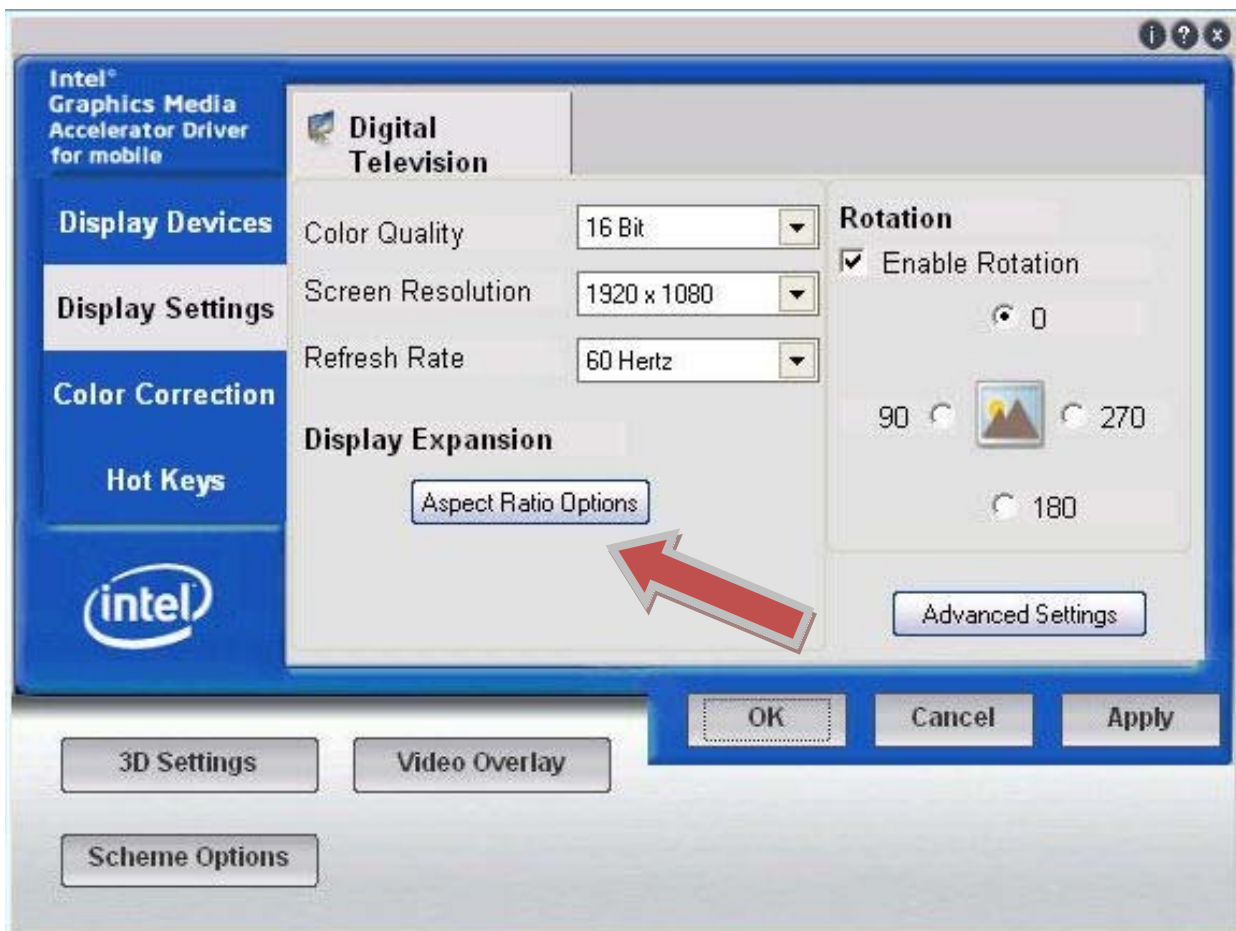 Intel®
Graphics Media
Accelerator Driver
for mobile
Digital
Television
Display Devices
Display Settings
Color Correction
Hot Keys
intel
Color Quality
16 Bit
Screen Resolution
1920 x 1080
Refresh Rate
60 Hertz
Display Expansion
Aspect Ratio Options
Rotation
Enable Rotation
0
90
270
180
Advanced Settings
OK
Cancel
Apply
3D Settings
Video Overlay
Scheme Options